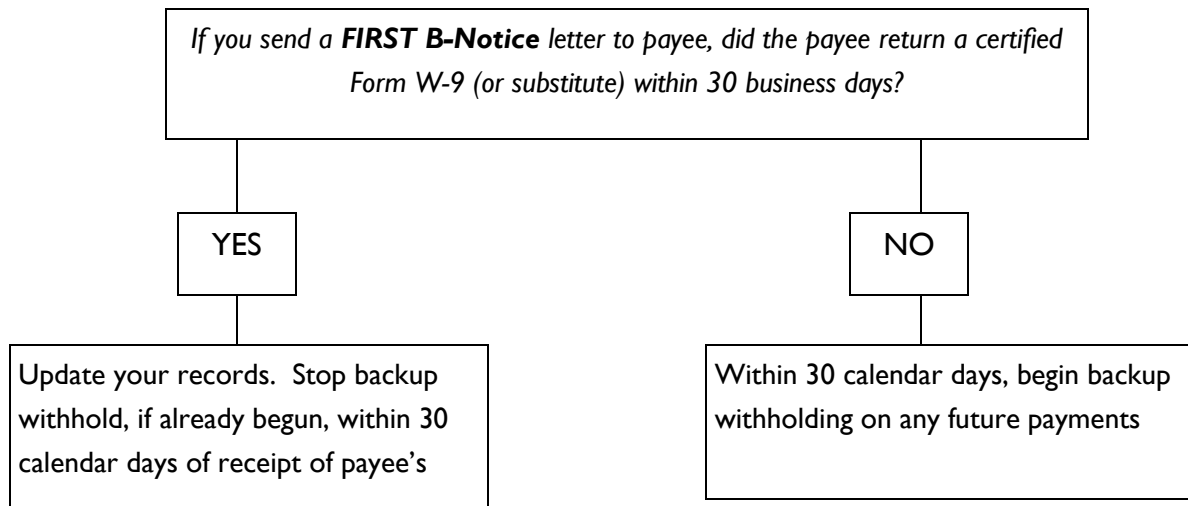 If you send a FIRST B-Notice letter to payee, did the payee return a certified
Form W-9 (or substitute) within 30 business days?
YES
NO
Update your records.  Stop backup
withhold, if already begun, within 30
calendar days of receipt of payee's
Within 30 calendar days, begin backup
withholding on any future payments